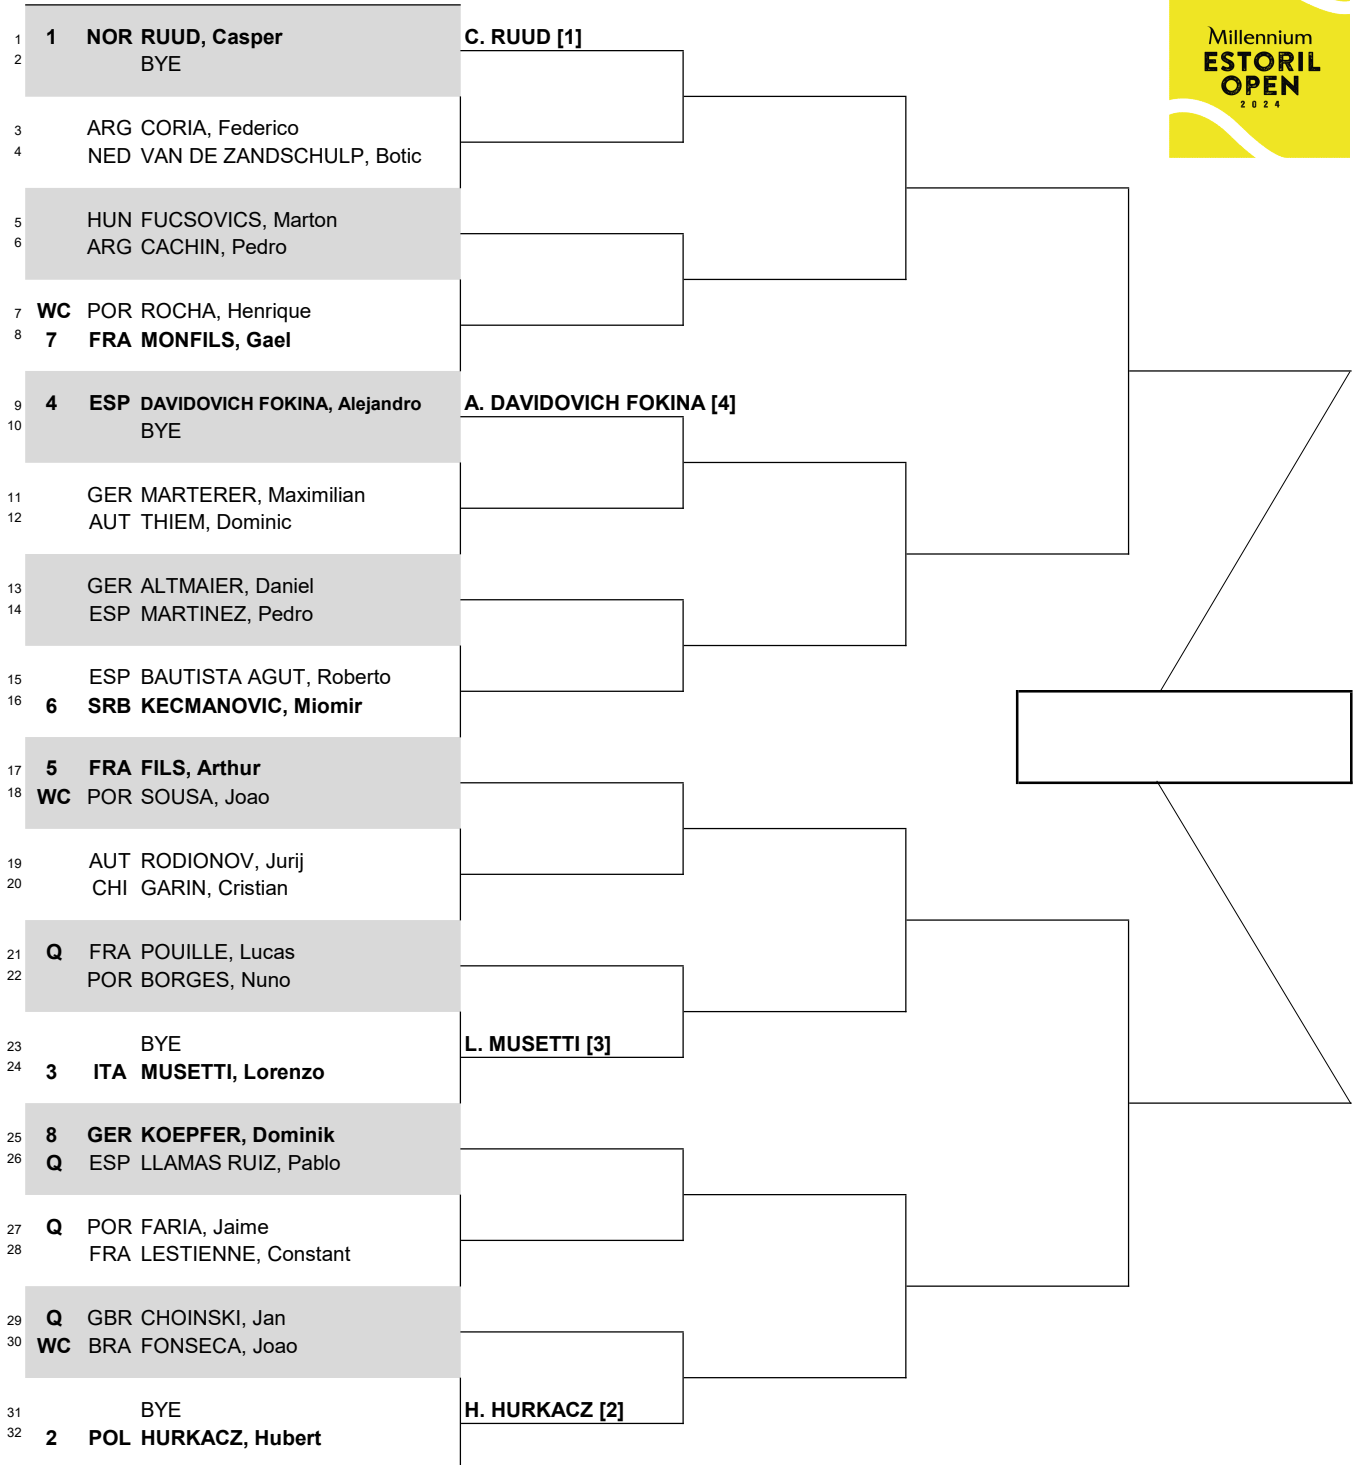 Millennium
ESTORIL
OPEN
2024
1 1 NOR RUUD, Casper C. RUUD [1]
2 BYE
3 ARG CORIA, Federico
4 NED VAN DE ZANDSCHULP, Botic
5 HUN FUCSOVICS, Marton
6 ARG CACHIN, Pedro
7 WC POR ROCHA, Henrique
8 7 FRA MONFILS, Gael
9 4 ESP DAVIDOVICH FOKINA, Alejandro A. DAVIDOVICH FOKINA [4]
10 BYE
11 GER MARTERER, Maximilian
12 AUT THIEM, Dominic
13 GER ALTMAIER, Daniel
14 ESP MARTINEZ, Pedro
15 ESP BAUTISTA AGUT, Roberto
16 6 SRB KECMANOVIC, Miomir
17 5 FRA FILS, Arthur
18 WC POR SOUSA, Joao
19 AUT RODIONOV, Jurij
20 CHI GARIN, Cristian
21 Q FRA POUILLE, Lucas
22 POR BORGES, Nuno
23 BYE L. MUSETTI [3]
24 3 ITA MUSETTI, Lorenzo
25 8 GER KOEPFER, Dominik
26 Q ESP LLAMAS RUIZ, Pablo
27 Q POR FARIA, Jaime
28 FRA LESTIENNE, Constant
29 Q GBR CHOINSKI, Jan
30 WC BRA FONSECA, Joao
31 BYE H. HURKACZ [2]
32 2 POL HURKACZ, Hubert